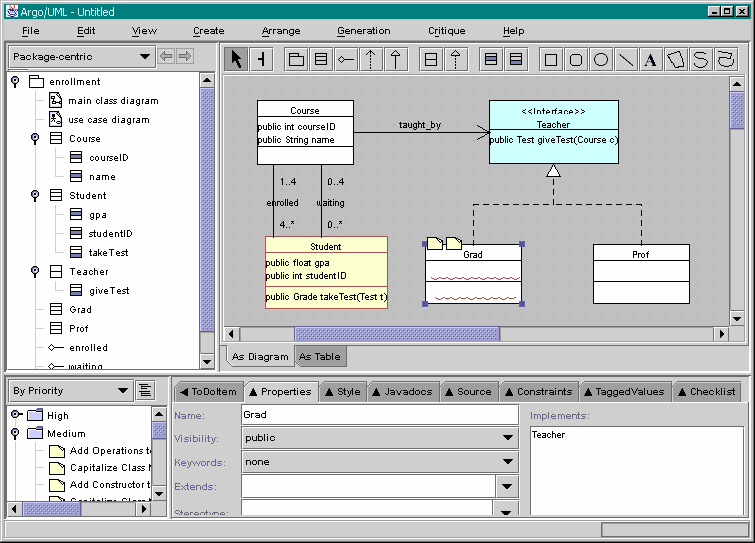 Argo/UML - Untitled
File Edit View Create Arrange Generation Critique Help
Package-centric
enrollment
main class diagram
use case diagram
Course
courseID
name
Student
gpa
studentID
takeTest
Teacher
giveTest
Grad
Prof
enrolled
waiting
A
Course
public int courseID
public String name
taught_by
<<Interface>>
Teacher
public Test giveTest(Course c)
1..4 0..4
enrolled waiting
4..* 0..*
Student
public float gpa
public int studentID
public Grade takeTest(Test t)
Grad
Prof
As Diagram As Table
By Priority
High
Medium
Add Operations to
Capitalize Class
Add Constructor t
Capitalize Class
ToDoItem Properties Style Javadocs Source Constraints TaggedValues Checklist
Name: Grad
Visibility: public
Keywords: none
Extends:
Stereotype:
Implements:
Teacher